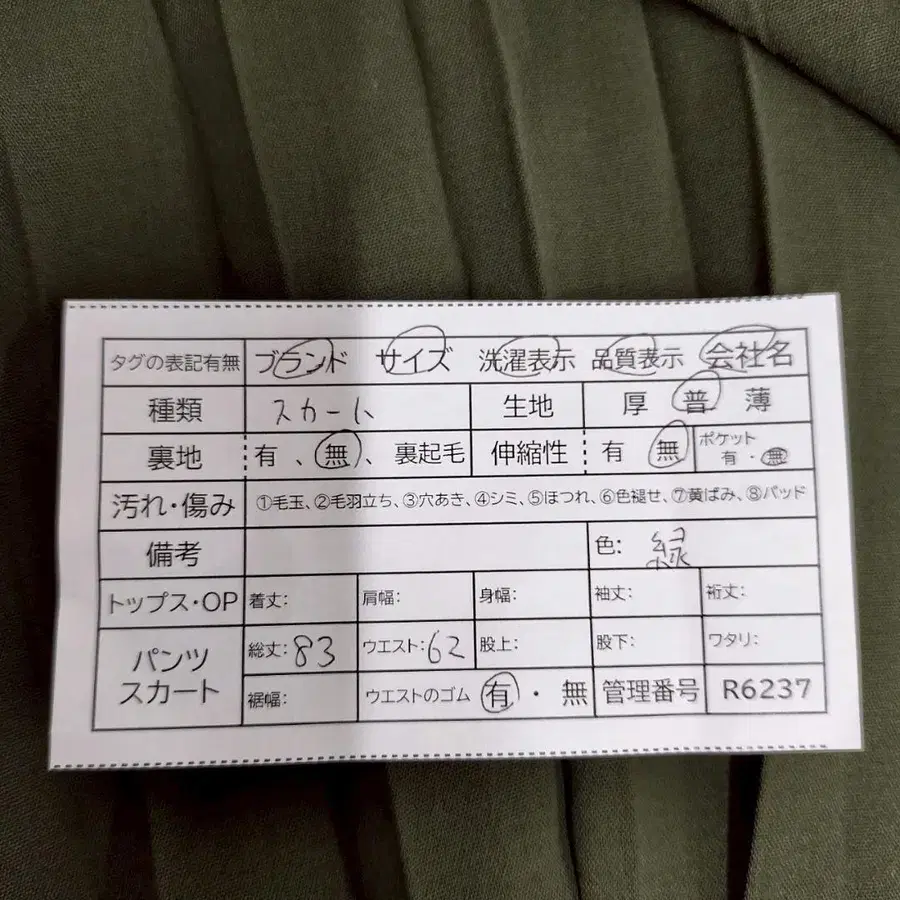 タグの表記有無 ブランド サイズ 洗濯表示 品質表示 会社名
種類 スカート 生地 厚 普 薄
裏地 有 、無、裏起毛 伸縮性 有 無 ポケット 有・無
汚れ・傷み ①毛玉、②毛羽立ち、③穴あき、④シミ、⑤ほつれ、⑥色褪せ、⑦黄ばみ、⑧パッド
備考 色: 緑
トップス・OP 着丈: 肩幅: 身幅: 袖丈: 裄丈:
パンツ スカート 総丈:83 ウエスト:62 股上: 股下: ワタリ:
裾幅: ウエストのゴム 有・無 管理番号 R6237